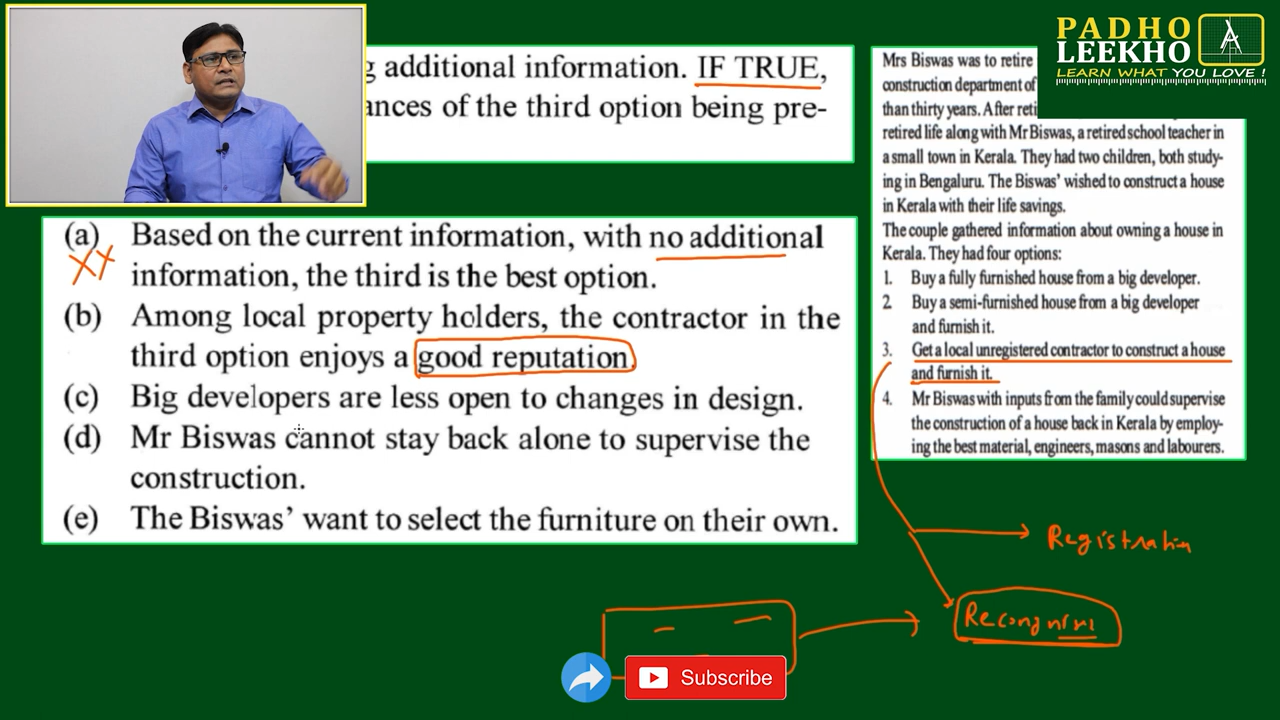 PADHO
LEEKHO
LEARN WHAT YOU LOVE !
additional information. IF TRUE,
ances of the third option being pre-
(a) Based on the current information, with no additional
information, the third is the best option.
(b) Among local property holders, the contractor in the
third option enjoys a good reputation.
(c) Big developers are less open to changes in design.
(d) Mr Biswas cannot stay back alone to supervise the
construction.
(e) The Biswas' want to select the furniture on their own.
Mrs Biswas was to retire
construction department of
than thirty years. After reti
retired life along with Mr Biswas, a retired school teacher in
a small town in Kerala. They had two children, both study-
ing in Bengaluru. The Biswas' wished to construct a house
in Kerala with their life savings.
The couple gathered information about owning a house in
Kerala. They had four options:
1. Buy a fully furnished house from a big developer.
2 Buy a semi-furnished house from a big developer
and furnish it.
3. Get a local unregistered contractor to construct a house
and furnish it.
4. Mr Biswas with inputs from the family could supervise
the construction of a house back in Kerala by employ-
ing the best material, engineers, masons and labourers.
Registration
Subscribe